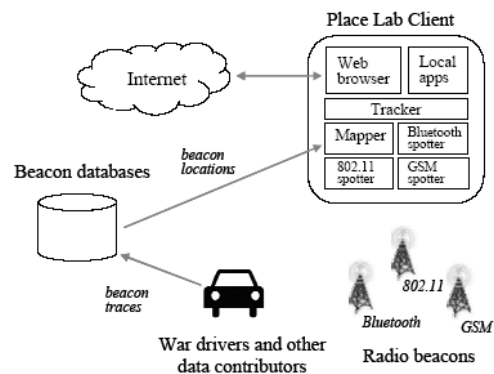 Place Lab Client
Internet
Web
browser
Local
apps
Tracker
Mapper
Bluetooth
spotter
802.11
spotter
GSM
spotter
beacon
locations
Beacon databases
beacon
traces
War drivers and other
data contributors
802.11
Bluetooth
GSM
Radio beacons